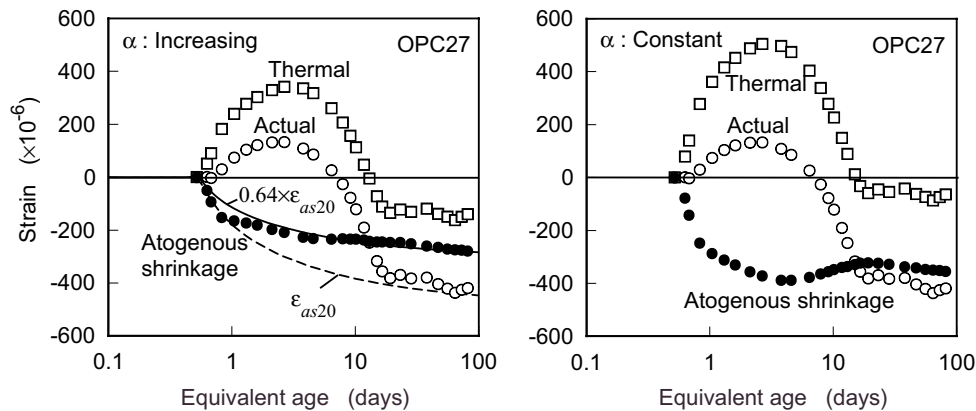 600
400
200
0
-200
-400
-600
Strain (×10⁻⁶)
α : Increasing
OPC27
Thermal
Actual
0.64×ε_as20
Atogenous
shrinkage
ε_as20
0.1
1
10
100
Equivalent age (days)
600
400
200
0
-200
-400
-600
α : Constant
OPC27
Thermal
Actual
Atogenous shrinkage
0.1
1
10
100
Equivalent age (days)